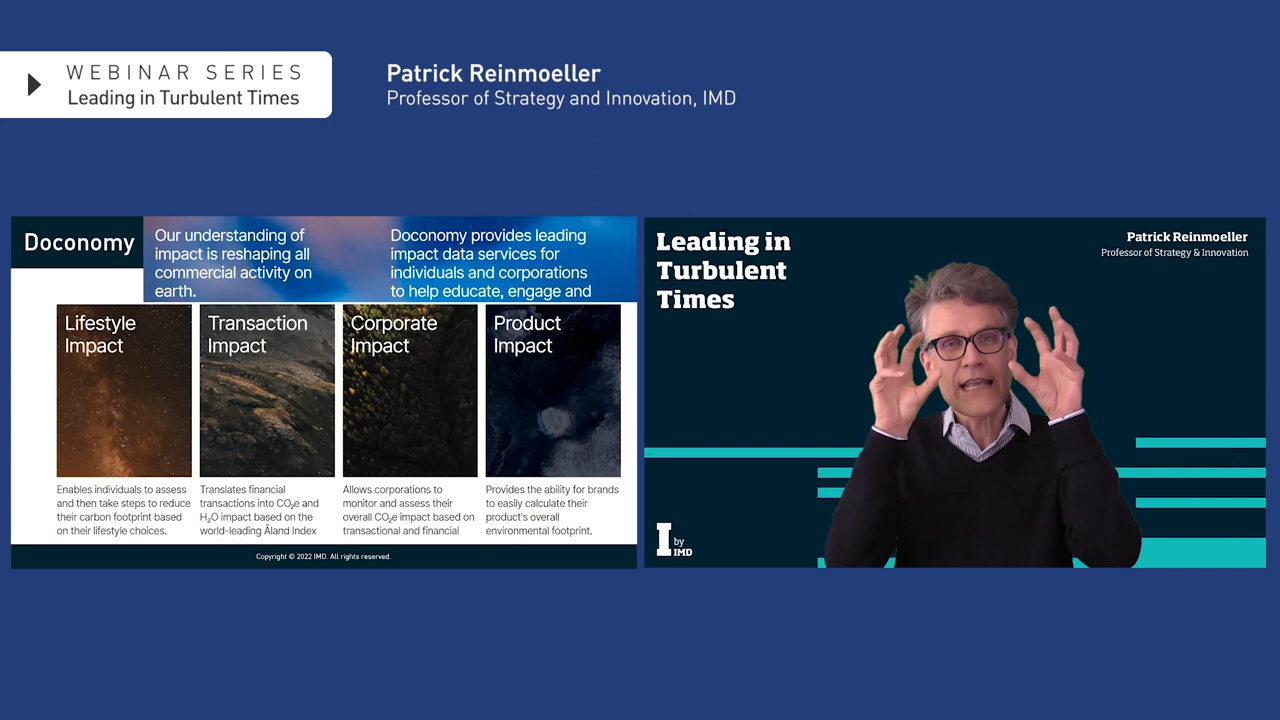 WEBINAR SERIES
Leading in Turbulent Times
Patrick Reinmoeller
Professor of Strategy and Innovation, IMD
Doconomy
Our understanding of
impact is reshaping all
commercial activity on
earth.
Doconomy provides leading
impact data services for
individuals and corporations
to help educate, engage and
Lifestyle
Impact
Transaction
Impact
Corporate
Impact
Product
Impact
Enables individuals to assess
and then take steps to reduce
their carbon footprint based
on their lifestyle choices.
Translates financial
transactions into CO₂e and
H₂O impact based on the
world-leading Åland Index
Allows corporations to
monitor and assess their
overall CO₂e impact based on
transactional and financial
Provides the ability for brands
to easily calculate their
product's overall
environmental footprint.
Copyright © 2022 IMD. All rights reserved.
Leading in
Turbulent
Times
Patrick Reinmoeller
Professor of Strategy & Innovation
I by
IMD